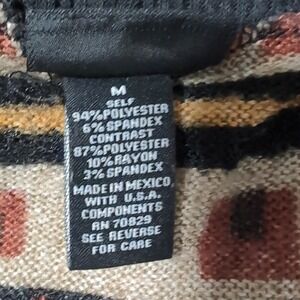 M
SELF
94%POLYESTER
6%SPANDEX
CONTRAST
87%POLYESTER
10%RAYON
3%SPANDEX
MADE IN MEXICO,
WITH U.S.A.
COMPONENTS
RN 70829
SEE REVERSE
FOR CARE